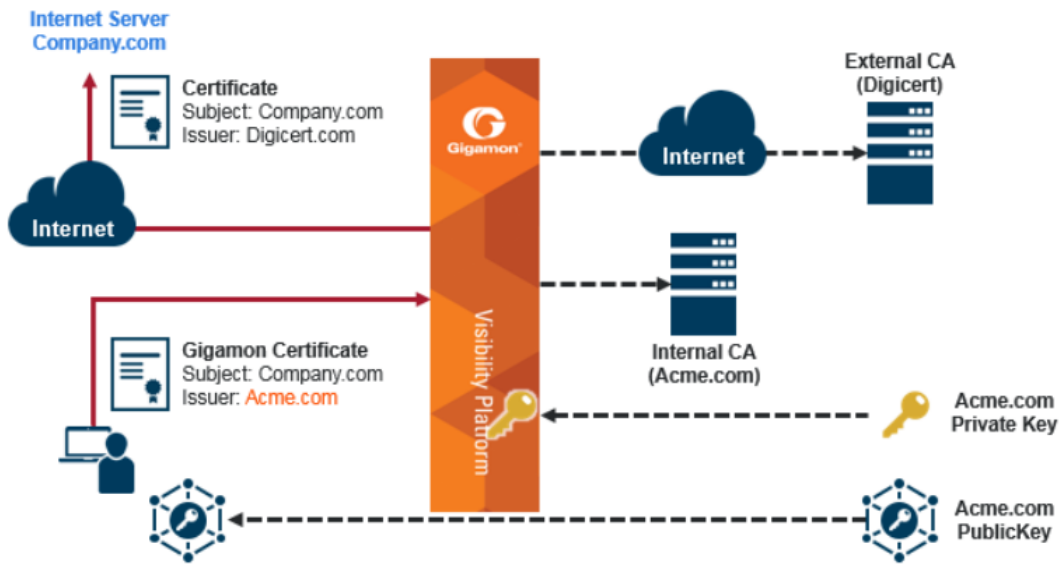 Internet Server
Company.com
Certificate
Subject: Company.com
Issuer: Digicert.com
Internet
Gigamon®
Internet
External CA
(Digicert)
Internal CA
(Acme.com)
Visibility Platform
Gigamon Certificate
Subject: Company.com
Issuer: Acme.com
Acme.com
Private Key
Acme.com
PublicKey